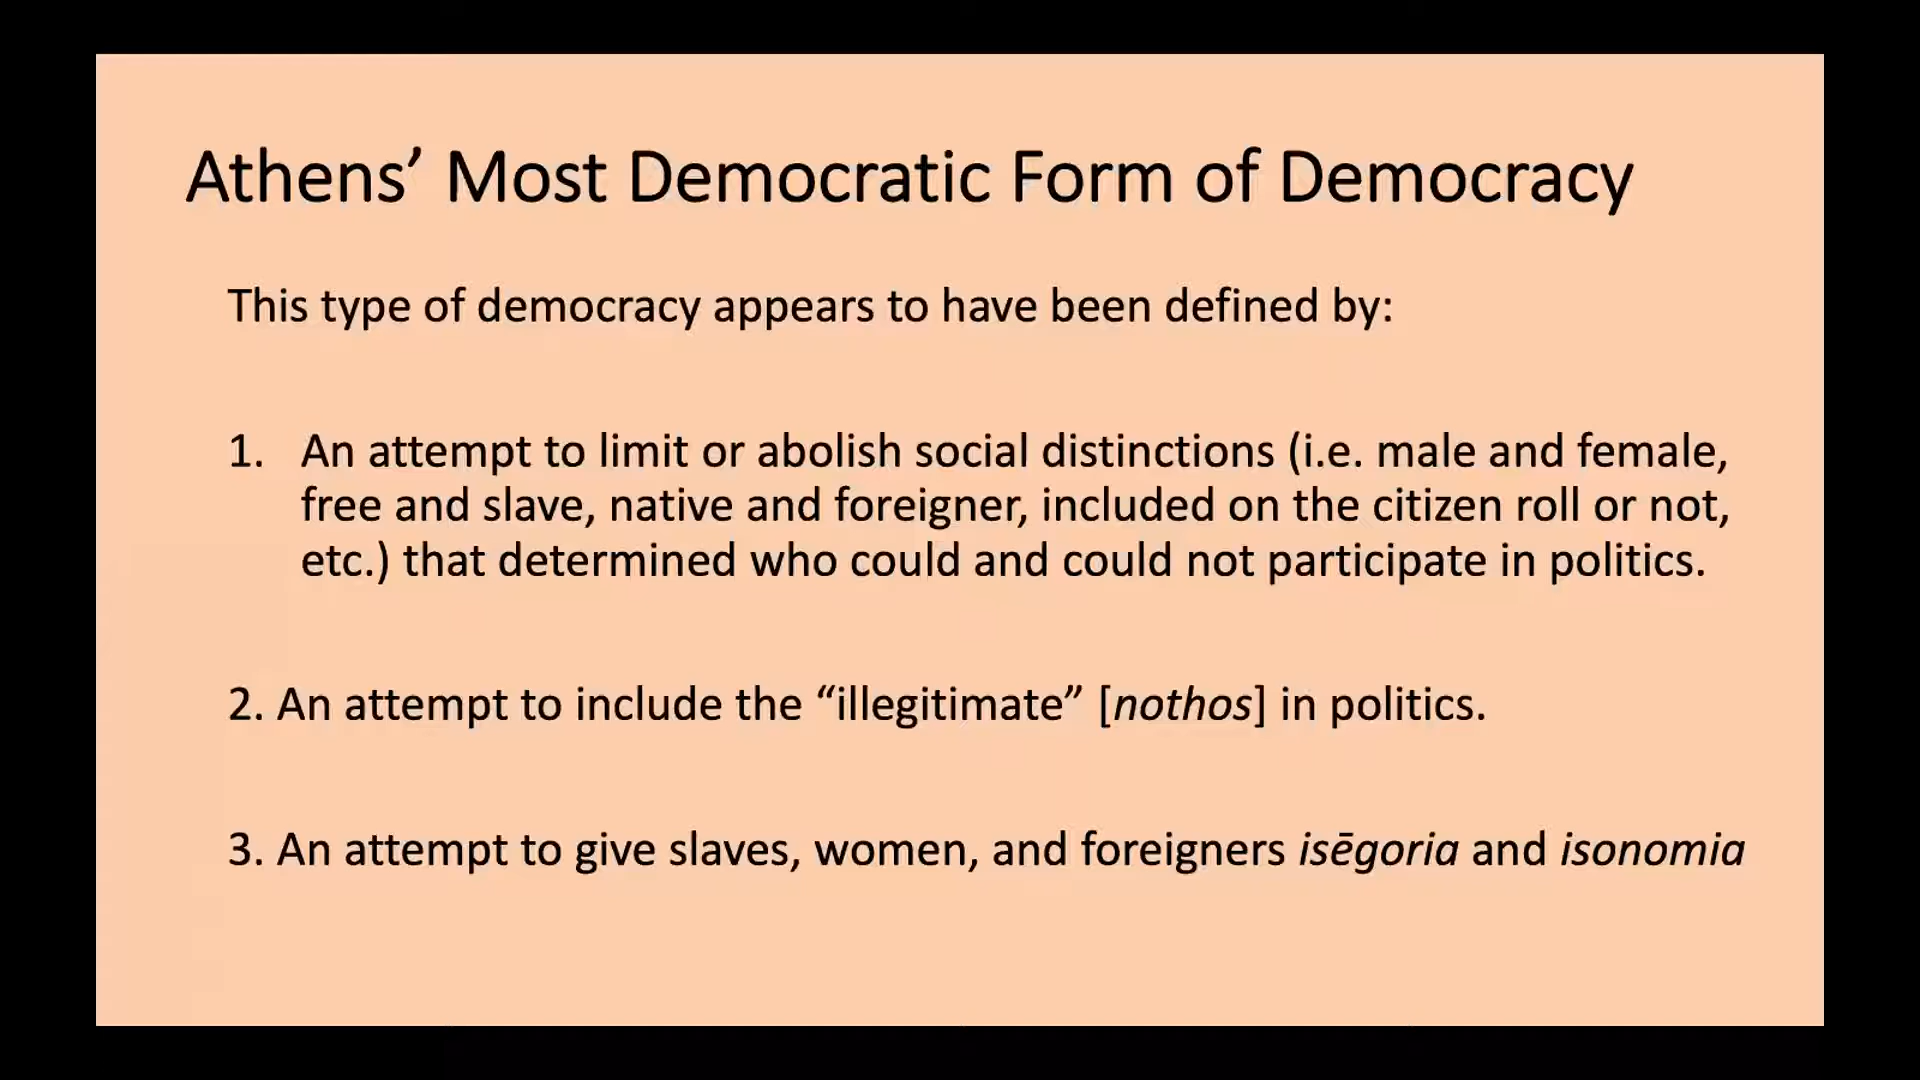 Athens’ Most Democratic Form of Democracy
This type of democracy appears to have been defined by:
1. An attempt to limit or abolish social distinctions (i.e. male and female,
free and slave, native and foreigner, included on the citizen roll or not,
etc.) that determined who could and could not participate in politics.
2. An attempt to include the “illegitimate” [nothos] in politics.
3. An attempt to give slaves, women, and foreigners isēgoria and isonomia